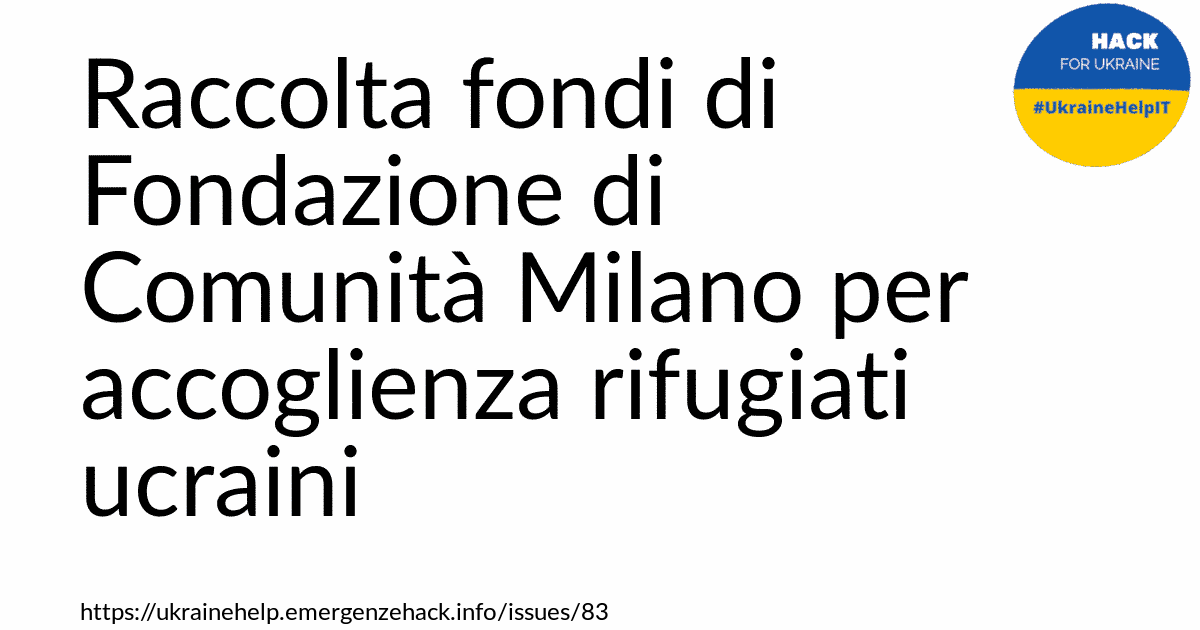 HACK
FOR UKRAINE
#UkraineHelpIT
Raccolta fondi di
Fondazione di
Comunità Milano per
accoglienza rifugiati
ucraini
https://ukrainehelp.emergenzehack.info/issues/83